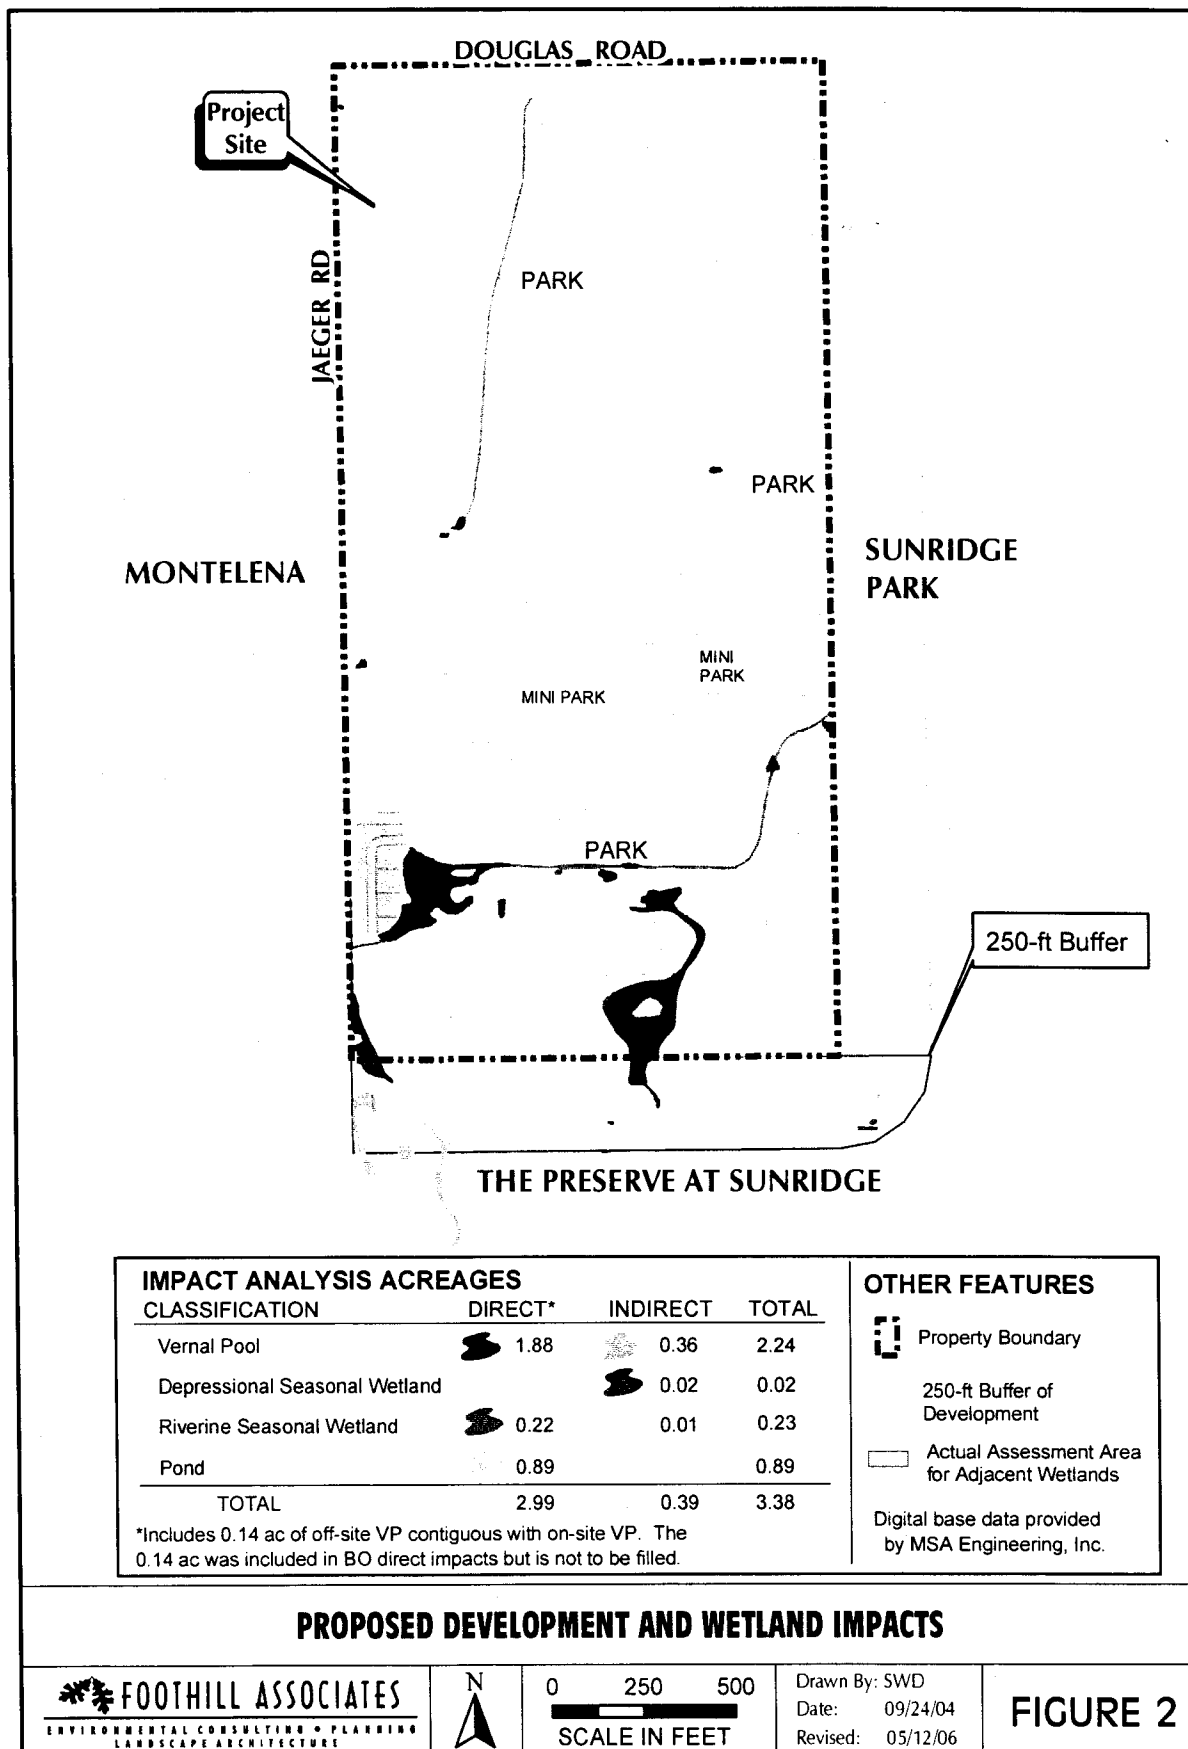 DOUGLAS ROAD
Project
Site
JAEGER RD
PARK
PARK
MONTELENA
SUNRIDGE
PARK
MINI
PARK
MINI PARK
PARK
250-ft Buffer
THE PRESERVE AT SUNRIDGE
IMPACT ANALYSIS ACREAGES
CLASSIFICATION DIRECT* INDIRECT TOTAL
Vernal Pool 1.88 0.36 2.24
Depressional Seasonal Wetland 0.02 0.02
Riverine Seasonal Wetland 0.22 0.01 0.23
Pond 0.89 0.89
TOTAL 2.99 0.39 3.38
*Includes 0.14 ac of off-site VP contiguous with on-site VP. The
0.14 ac was included in BO direct impacts but is not to be filled.
OTHER FEATURES
Property Boundary
250-ft Buffer of
Development
Actual Assessment Area
for Adjacent Wetlands
Digital base data provided
by MSA Engineering, Inc.
PROPOSED DEVELOPMENT AND WETLAND IMPACTS
FOOTHILL ASSOCIATES
ENVIRONMENTAL CONSULTING • PLANNING
LANDSCAPE ARCHITECTURE
N
0 250 500
SCALE IN FEET
Drawn By: SWD
Date: 09/24/04
Revised: 05/12/06
FIGURE 2